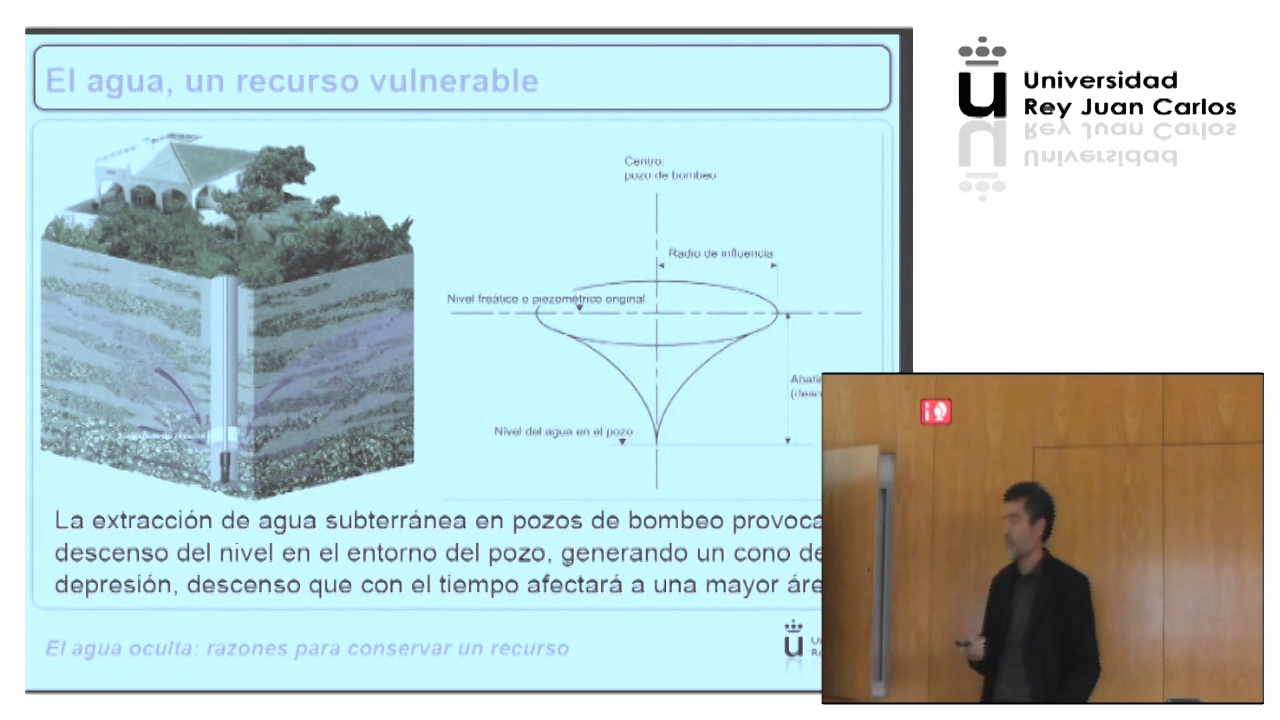 El agua, un recurso vulnerable
Universidad
Rey Juan Carlos
Centro:
pozo de bombeo
Radio de influencia
Nivel freático o piezométrico original
Nivel del agua en el pozo
La extracción de agua subterránea en pozos de bombeo provoca
descenso del nivel en el entorno del pozo, generando un cono de
depresión, descenso que con el tiempo afectará a una mayor
El agua oculta: razones para conservar un recurso